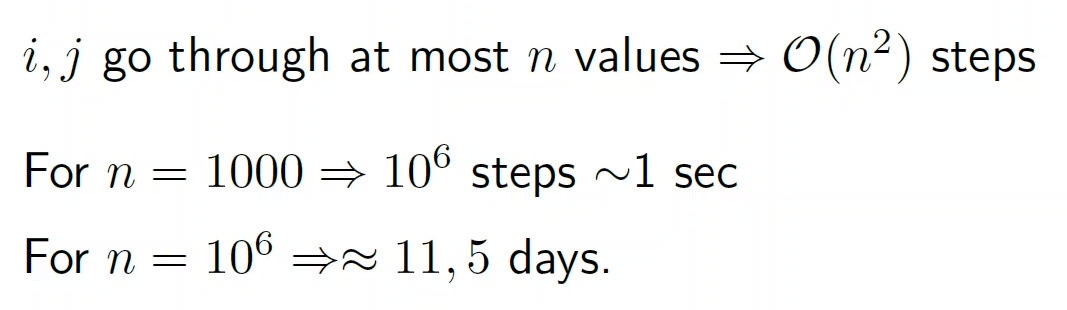 i, j go through at most n values ⇒ 𝒪(n²) steps
For n = 1000 ⇒ 10⁶ steps ∼1 sec
For n = 10⁶ ⇒≈ 11, 5 days.